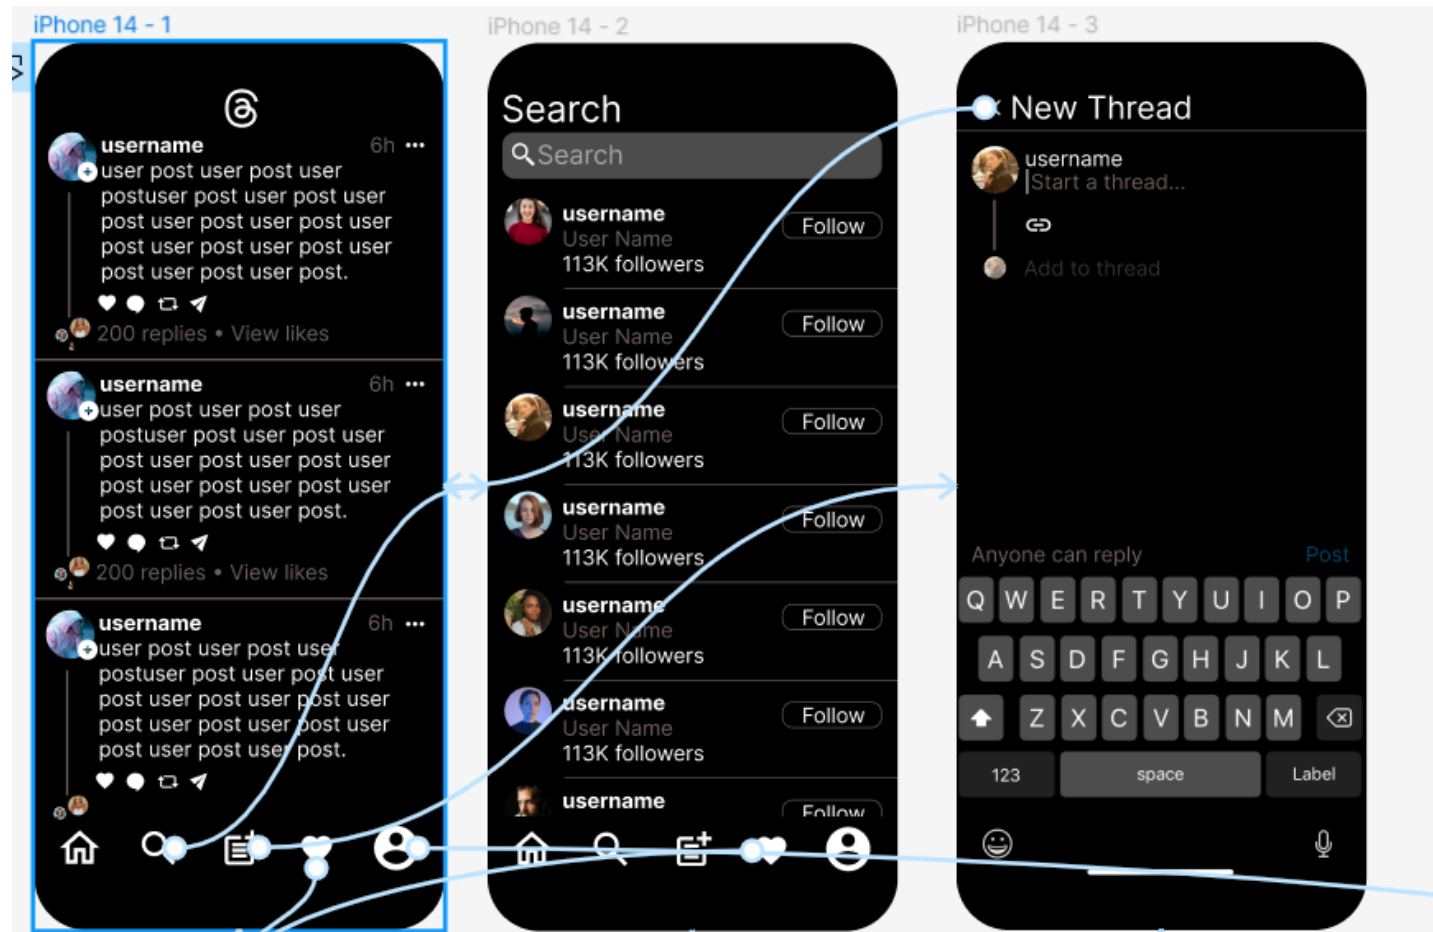 iPhone 14 - 1
username
6h
user post user post user
postuser post user post user
post user post user post user
post user post user post user
post user post user post.
200 replies • View likes
username
6h
user post user post user
postuser post user post user
post user post user post user
post user post user post user
post user post user post.
200 replies • View likes
username
6h
user post user post user
postuser post user post user
post user post user post user
post user post user post user
post user post user post.
iPhone 14 - 2
Search
Search
username
User Name
113K followers
Follow
username
User Name
113K followers
Follow
username
User Name
113K followers
Follow
username
User Name
113K followers
Follow
username
User Name
113K followers
Follow
username
User Name
113K followers
Follow
username
Follow
iPhone 14 - 3
New Thread
username
Start a thread...
Add to thread
Anyone can reply
Post
Q W E R T Y U I O P
A S D F G H J K L
Z X C V B N M
123
space
Label